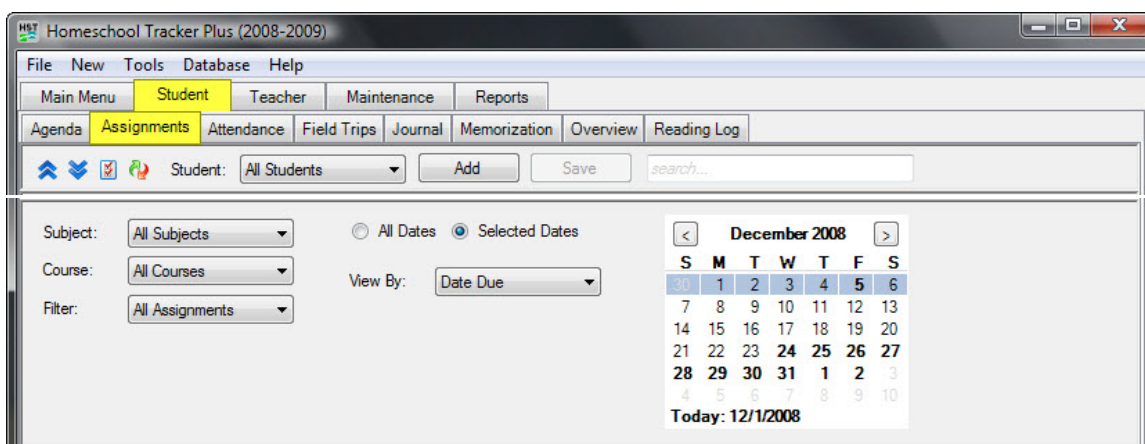 HST Homeschool Tracker Plus (2008-2009)
File New Tools Database Help
Main Menu Student Teacher Maintenance Reports
Agenda Assignments Attendance Field Trips Journal Memorization Overview Reading Log
Student: All Students Add Save search...
Subject: All Subjects All Dates Selected Dates < December 2008 >
S M T W T F S
Course: All Courses View By: Date Due 30 1 2 3 4 5 6
Filter: All Assignments 7 8 9 10 11 12 13
14 15 16 17 18 19 20
21 22 23 24 25 26 27
28 29 30 31 1 2 3
4 5 6 7 8 9 10
Today: 12/1/2008